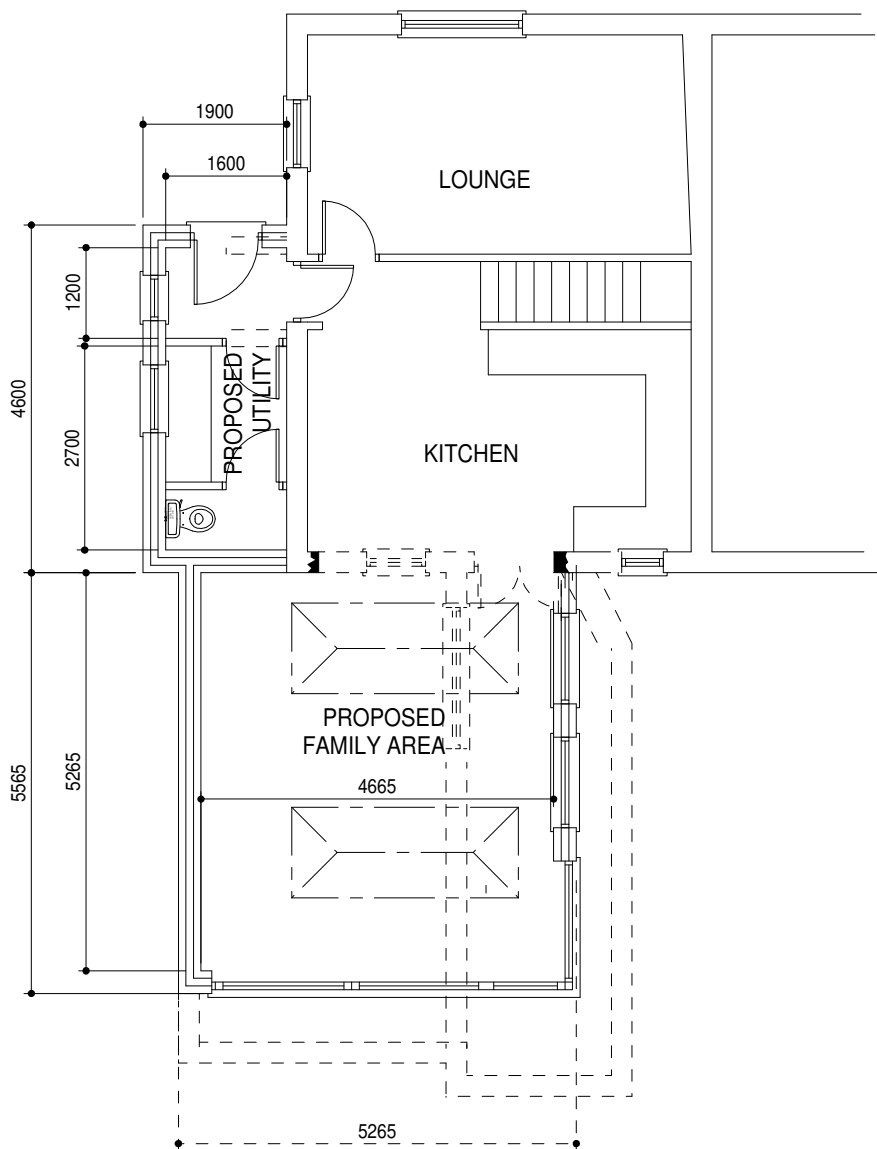 1900
1600
LOUNGE
1200
4600
PROPOSED
UTILITY
2700
KITCHEN
PROPOSED
FAMILY AREA
5565
5265
4665
5265